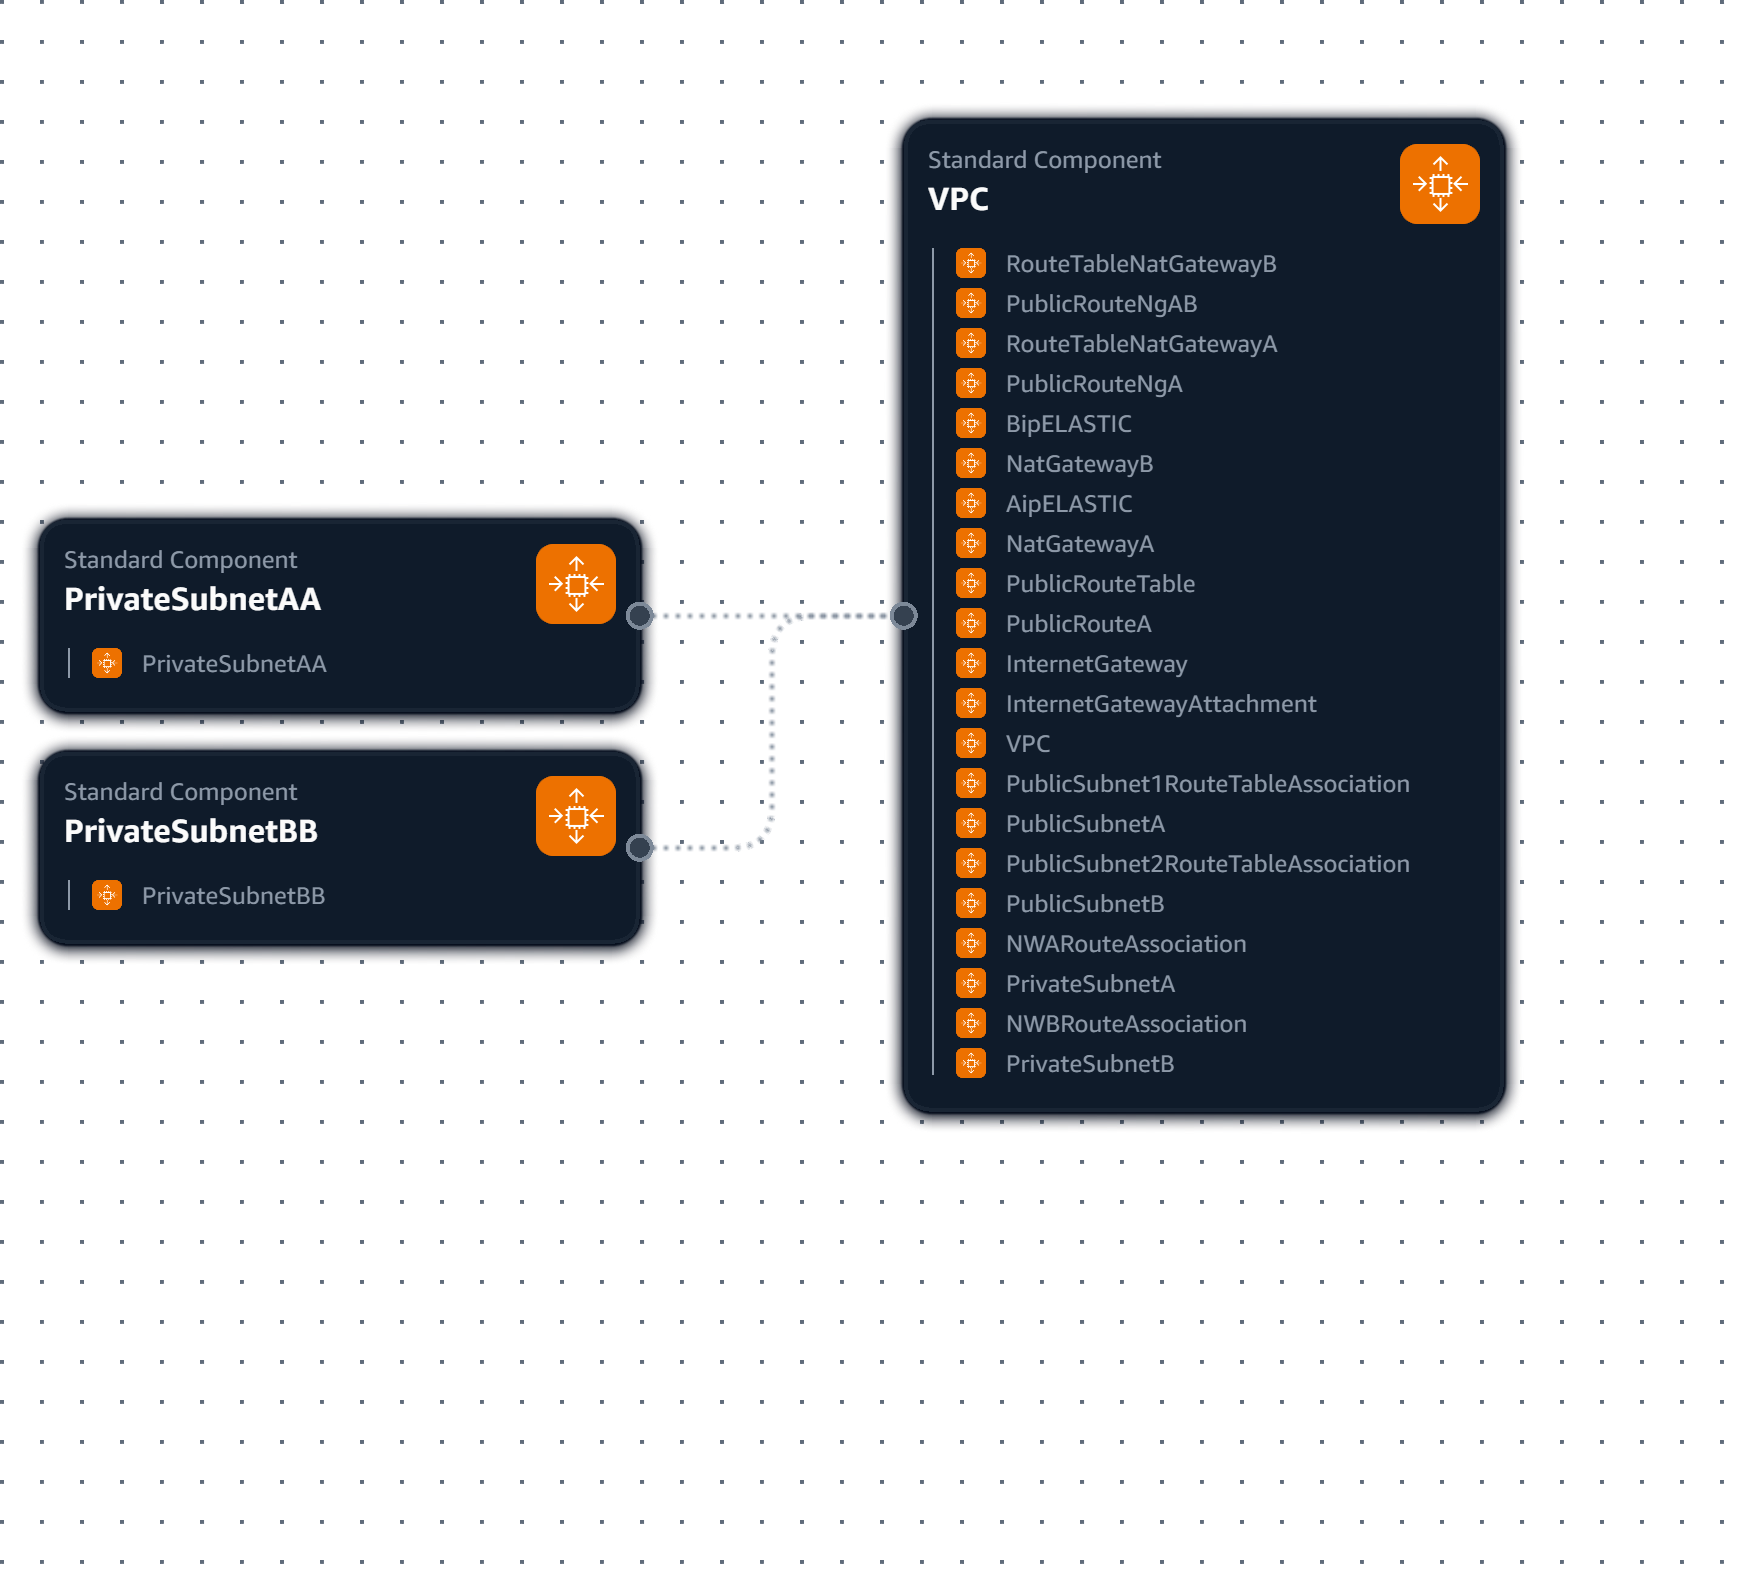 Standard Component
PrivateSubnetAA
PrivateSubnetAA
Standard Component
PrivateSubnetBB
PrivateSubnetBB
Standard Component
VPC
RouteTableNatGatewayB
PublicRouteNgAB
RouteTableNatGatewayA
PublicRouteNgA
BipELASTIC
NatGatewayB
AipELASTIC
NatGatewayA
PublicRouteTable
PublicRouteA
InternetGateway
InternetGatewayAttachment
VPC
PublicSubnet1RouteTableAssociation
PublicSubnetA
PublicSubnet2RouteTableAssociation
PublicSubnetB
NWARouteAssociation
PrivateSubnetA
NWBRouteAssociation
PrivateSubnetB